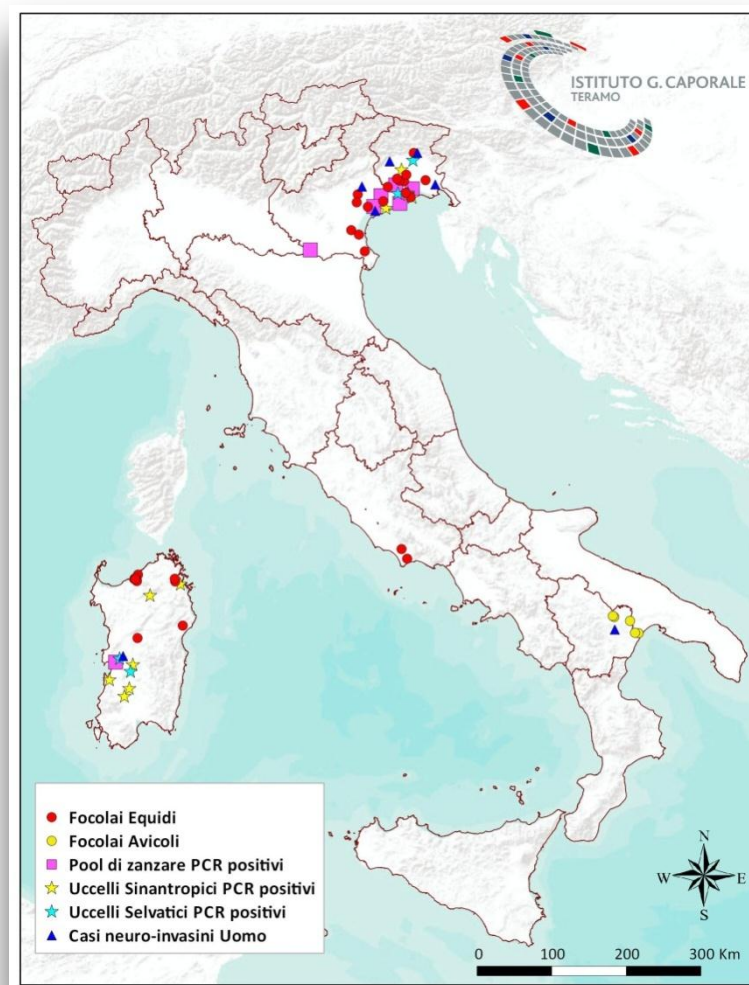 ISTITUTO G. CAPORALE
TERAMO
Focolai Equidi
Focolai Avicoli
Pool di zanzare PCR positivi
Uccelli Sinantropici PCR positivi
Uccelli Selvatici PCR positivi
Casi neuro-invasini Uomo
N
W E
S
0 100 200 300 Km